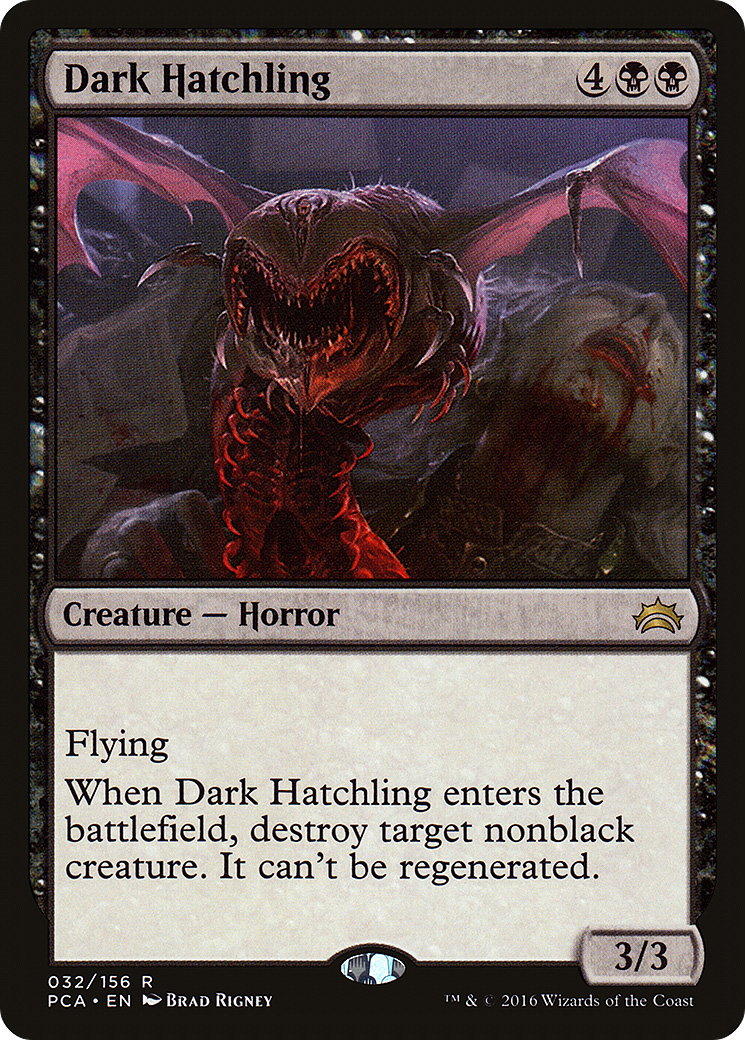 Dark Hatchling 4
Creature — Horror
Flying
When Dark Hatchling enters the
battlefield, destroy target nonblack
creature. It can't be regenerated.
3/3
032/156 R
PCA • EN Brad Rigney
™ & © 2016 Wizards of the Coast